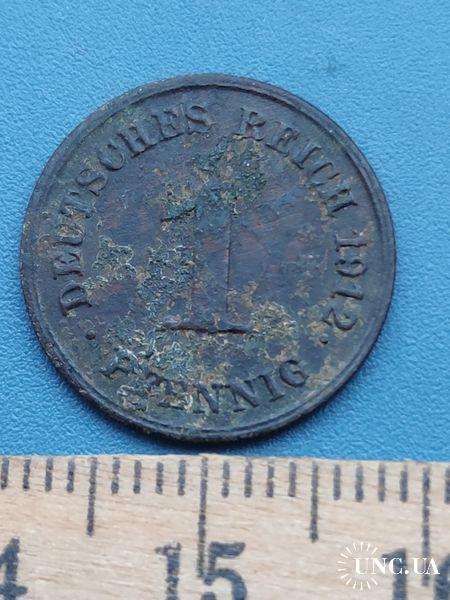 DEUTSCHES REICH 1912
1
PFENNIG
14 15 16
UNC.UA